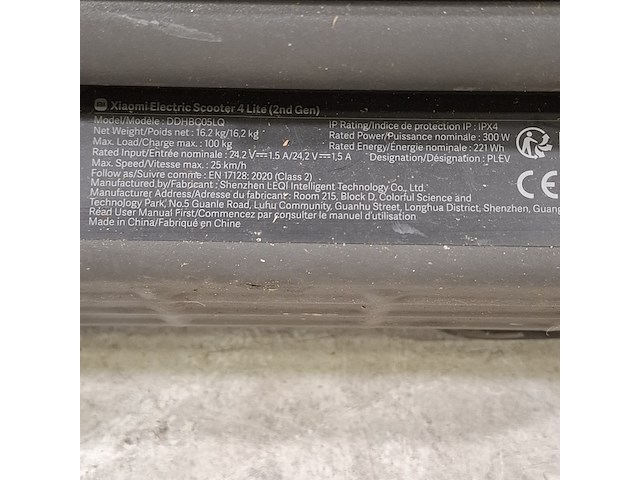 Xiaomi Electric Scooter 4 Lite (2nd Gen)
Model/Modèle : DDHBC05LQ
Net Weight/Poids net : 16.2 kg/16,2 kg
Max. Load/Charge max. : 100 kg
Rated Input/Entrée nominale : 24.2 V⎓1.5 A/24,2 V⎓1,5 A
Max. Speed/Vitesse max. : 25 km/h
IP Rating/Indice de protection IP : IPX4
Rated Power/Puissance nominale : 300 W
Rated Energy/Énergie nominale : 221 Wh
Designation/Désignation : PLEV
Follow as/Suivre comme : EN 17128: 2020 (Class 2)
Manufactured by/Fabricant : Shenzhen LEQI Intelligent Technology Co., Ltd.
Manufacturer Address/Adresse du fabricant : Room 215, Block D, Colorful Science and
Technology Park, No.5 Guanle Road, Luhu Community, Guanhu Street, Longhua District, Shenzhen, Guang
Read User Manual First/Commencez par consulter le manuel d'utilisation
Made in China/Fabriqué en Chine
CE